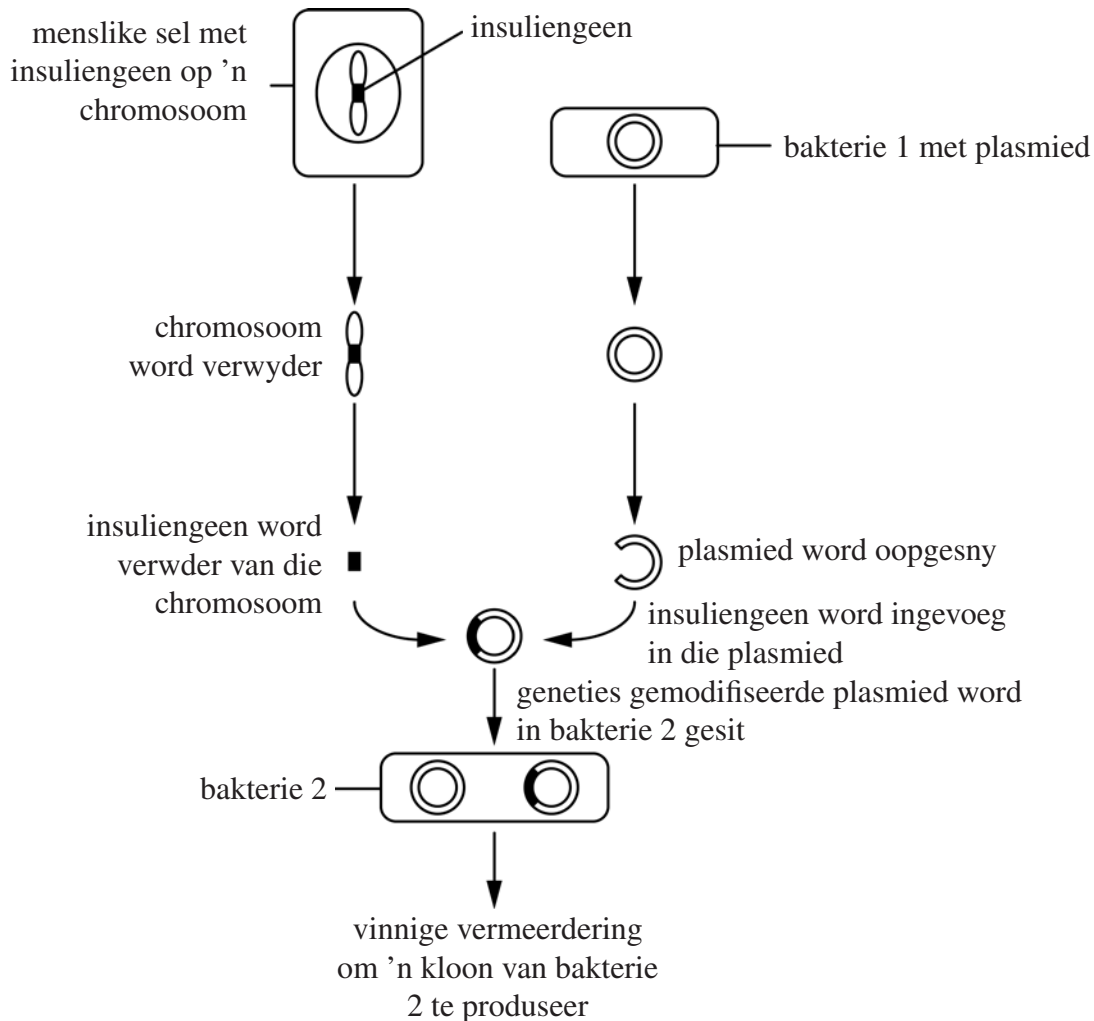 menslike sel met
insuliengeen op ’n
chromosoom
insuliengeen
bakterie 1 met plasmied
chromosoom
word verwyder
insuliengeen word
verwder van die
chromosoom
plasmied word oopgesny
insuliengeen word ingevoeg
in die plasmied
geneties gemodifiseerde plasmied word
in bakterie 2 gesit
bakterie 2
vinnige vermeerdering
om ’n kloon van bakterie
2 te produseer